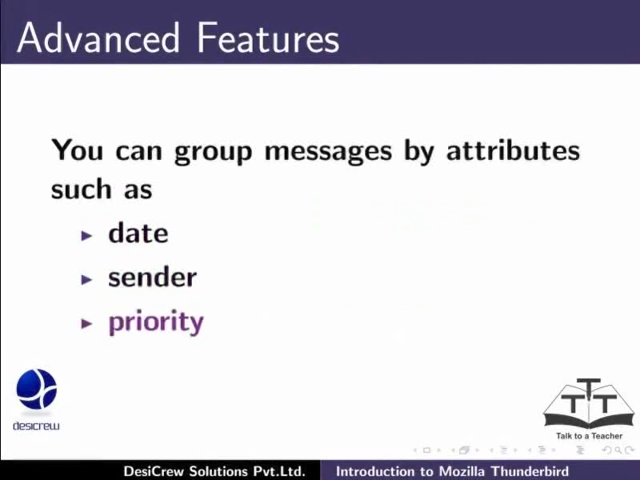 Advanced Features
You can group messages by attributes
such as
date
sender
priority
desicrew
TTT
Talk to a Teacher
DesiCrew Solutions Pvt.Ltd. Introduction to Mozilla Thunderbird